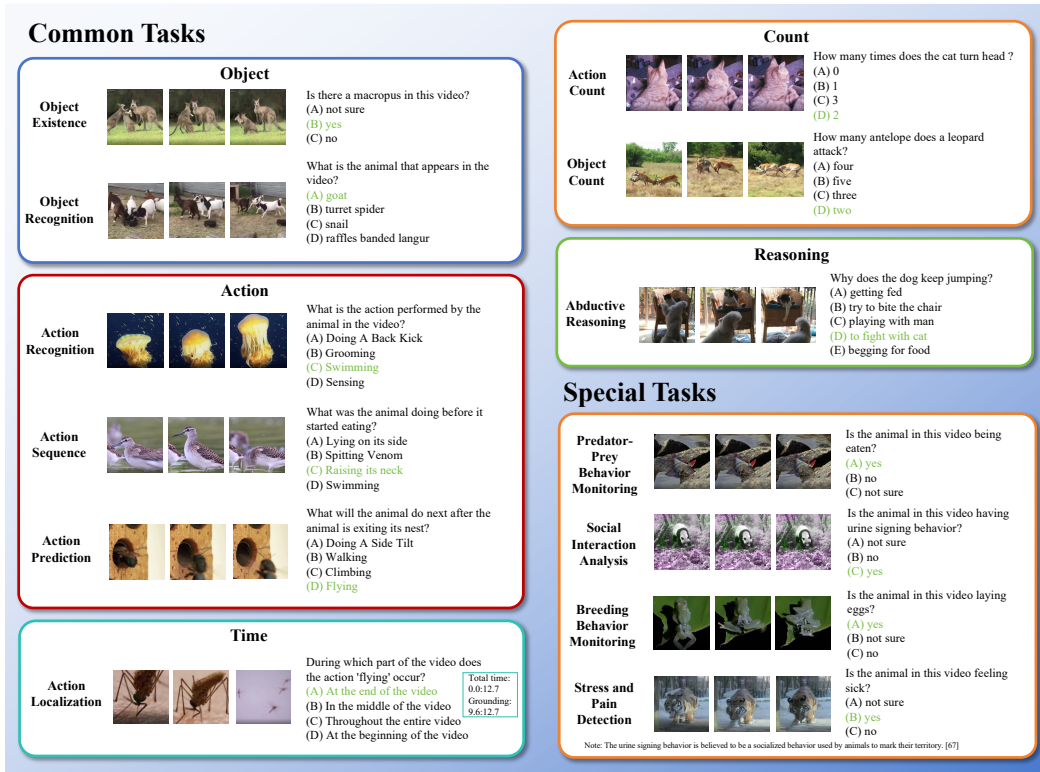 Common Tasks
Object
Object
Existence
Is there a macropus in this video?
(A) not sure
(B) yes
(C) no
Object
Recognition
What is the animal that appears in the
video?
(A) goat
(B) turret spider
(C) snail
(D) raffles banded langur
Action
Action
Recognition
What is the action performed by the
animal in the video?
(A) Doing A Back Kick
(B) Grooming
(C) Swimming
(D) Sensing
Action
Sequence
What was the animal doing before it
started eating?
(A) Lying on its side
(B) Spitting Venom
(C) Raising its neck
(D) Swimming
Action
Prediction
What will the animal do next after the
animal is exiting its nest?
(A) Doing A Side Tilt
(B) Walking
(C) Climbing
(D) Flying
Time
Action
Localization
During which part of the video does
the action 'flying' occur?
(A) At the end of the video
(B) In the middle of the video
(C) Throughout the entire video
(D) At the beginning of the video
Total time:
0.0:12.7
Grounding:
9.6:12.7
Count
Action
Count
How many times does the cat turn head ?
(A) 0
(B) 1
(C) 3
(D) 2
Object
Count
How many antelope does a leopard
attack?
(A) four
(B) five
(C) three
(D) two
Reasoning
Abductive
Reasoning
Why does the dog keep jumping?
(A) getting fed
(B) try to bite the chair
(C) playing with man
(D) to fight with cat
(E) begging for food
Special Tasks
Predator-
Prey
Behavior
Monitoring
Is the animal in this video being
eaten?
(A) yes
(B) no
(C) not sure
Social
Interaction
Analysis
Is the animal in this video having
urine signing behavior?
(A) not sure
(B) no
(C) yes
Breeding
Behavior
Monitoring
Is the animal in this video laying
eggs?
(A) yes
(B) not sure
(C) no
Stress and
Pain
Detection
Is the animal in this video feeling
sick?
(A) not sure
(B) yes
(C) no
Note: The urine signing behavior is believed to be a socialized behavior used by animals to mark their territory. [67]